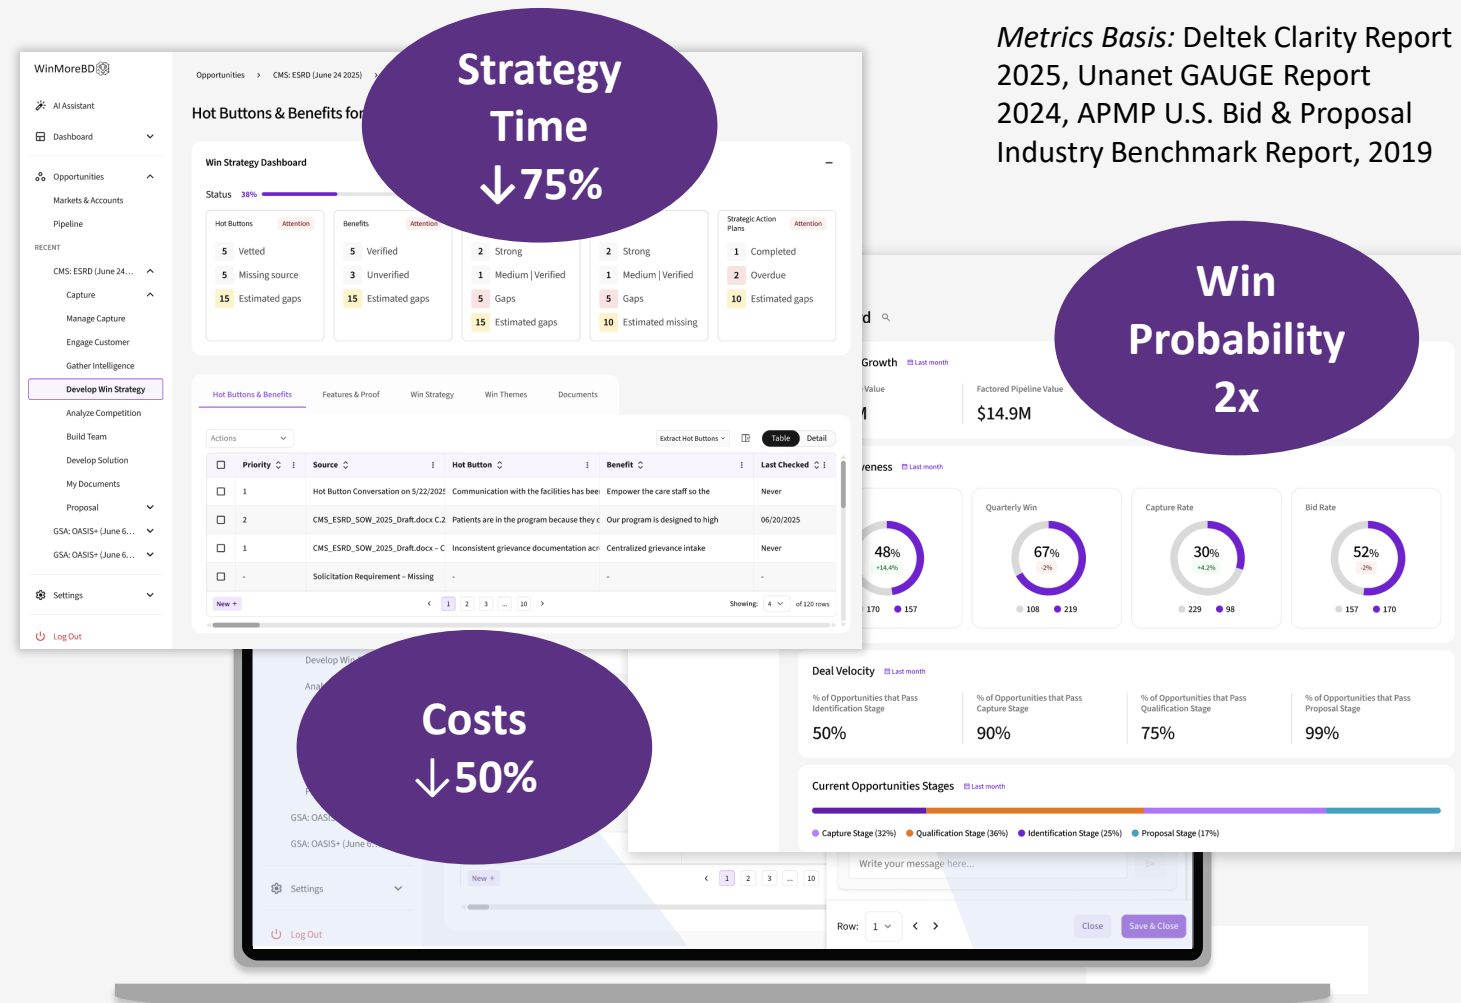 Metrics Basis: Deltek Clarity Report
2025, Unanet GAUGE Report
2024, APMP U.S. Bid & Proposal
Industry Benchmark Report, 2019
Strategy
Time
↓75%
Win
Probability
2x
Costs
↓50%
WinMoreBD
AI Assistant
Dashboard
Opportunities
Markets & Accounts
Pipeline
RECENT
CMS: ESRD (June 24...
Capture
Manage Capture
Engage Customer
Gather Intelligence
Develop Win Strategy
Analyze Competition
Build Team
Develop Solution
My Documents
Proposal
GSA: OASIS+ (June 6...
GSA: OASIS+ (June 6...
Settings
Log Out
Opportunities > CMS: ESRD (June 24 2025) >
Hot Buttons & Benefits for
Win Strategy Dashboard
Status 38%
Hot Buttons Attention
5 Vetted
5 Missing source
15 Estimated gaps
Benefits Attention
5 Verified
3 Unverified
15 Estimated gaps
2 Strong
1 Medium | Verified
5 Gaps
15 Estimated gaps
2 Strong
1 Medium | Verified
5 Gaps
10 Estimated missing
Strategic Action
Plans Attention
1 Completed
2 Overdue
10 Estimated gaps
Hot Buttons & Benefits Features & Proof Win Strategy Win Themes Documents
Actions Extract Hot Buttons Table Detail
Priority Source Hot Button Benefit Last Checked
1 Hot Button Conversation on 5/22/2025 Communication with the facilities has been Empower the care staff so the Never
2 CMS_ESRD_SOW_2025_Draft.docx C.2 Patients are in the program because they c Our program is designed to high 06/20/2025
1 CMS_ESRD_SOW_2025_Draft.docx – C Inconsistent grievance documentation acr Centralized grievance intake Never
- Solicitation Requirement – Missing - - -
New + < 1 2 3 ... 10 > Showing: 4 of 120 rows
d
Growth Last month
Value
M
Factored Pipeline Value
$14.9M
veness Last month
48%
+14.4%
170 157
Quarterly Win
67%
-2%
108 219
Capture Rate
30%
+4.2%
229 98
Bid Rate
52%
-2%
157 170
Deal Velocity Last month
% of Opportunities that Pass
Identification Stage
50%
% of Opportunities that Pass
Capture Stage
90%
% of Opportunities that Pass
Qualification Stage
75%
% of Opportunities that Pass
Proposal Stage
99%
Current Opportunities Stages Last month
Capture Stage (32%) Qualification Stage (36%) Identification Stage (25%) Proposal Stage (17%)
Develop Win
Anal
GSA: OASIS
GSA: OASIS+ (June 6...
Settings
Log Out
New + < 1 2 3 ... 10
Write your message here...
Row: 1 < > Close Save & Close